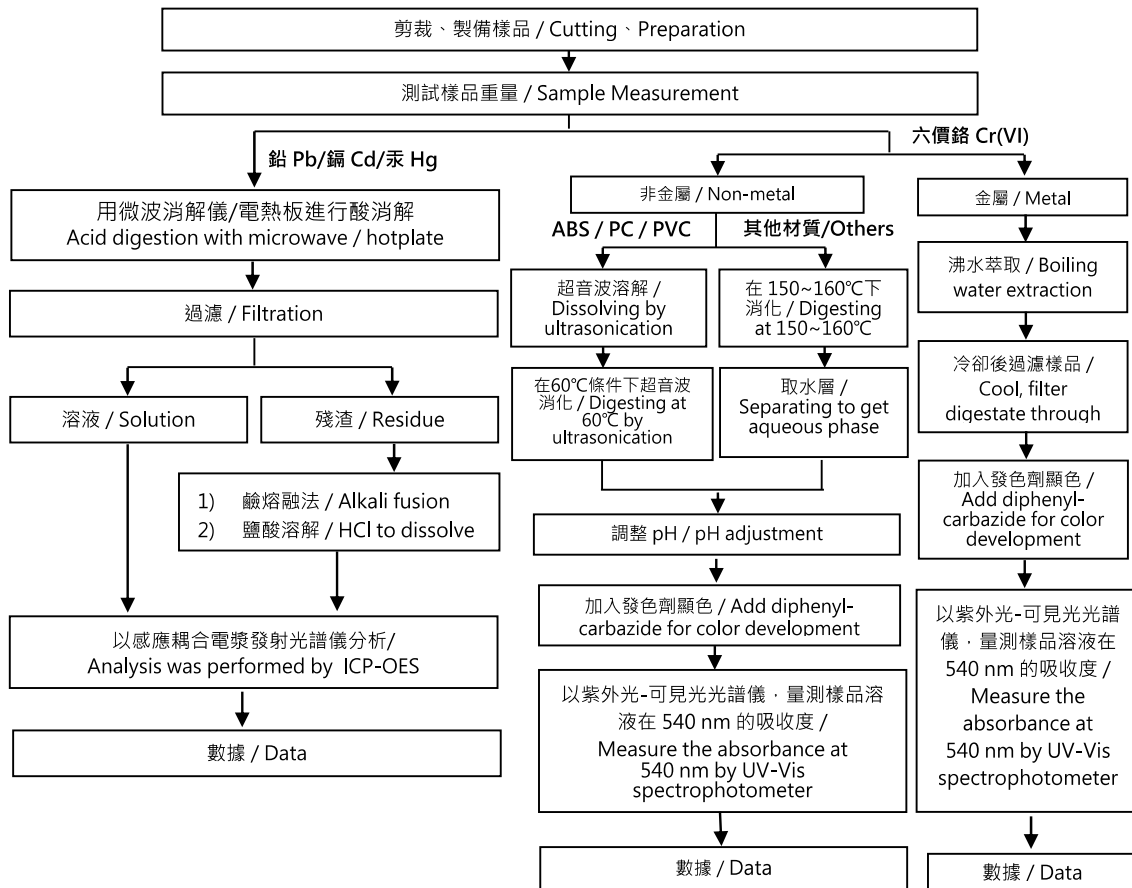 剪裁、製備樣品 / Cutting、Preparation
測試樣品重量 / Sample Measurement
鉛 Pb/鎘 Cd/汞 Hg
六價鉻 Cr(VI)
用微波消解儀/電熱板進行酸消解
Acid digestion with microwave / hotplate
過濾 / Filtration
溶液 / Solution
殘渣 / Residue
1) 鹼熔融法 / Alkali fusion
2) 鹽酸溶解 / HCl to dissolve
以感應耦合電漿發射光譜儀分析/
Analysis was performed by ICP-OES
數據 / Data
非金屬 / Non-metal
ABS / PC / PVC
其他材質/Others
超音波溶解 /
Dissolving by
ultrasonication
在 150~160℃下
消化 / Digesting
at 150~160℃
在60℃條件下超音波
消化 / Digesting at
60℃ by
ultrasonication
取水層 /
Separating to get
aqueous phase
調整 pH / pH adjustment
加入發色劑顯色 / Add diphenyl-
carbazide for color development
以紫外光-可見光光譜儀，量測樣品溶
液在 540 nm 的吸收度 /
Measure the absorbance at
540 nm by UV-Vis
spectrophotometer
數據 / Data
金屬 / Metal
沸水萃取 / Boiling
water extraction
冷卻後過濾樣品 /
Cool, filter
digestate through
加入發色劑顯色 /
Add diphenyl-
carbazide for color
development
以紫外光-可見光光譜
儀，量測樣品溶液在
540 nm 的吸收度 /
Measure the
absorbance at
540 nm by UV-Vis
spectrophotometer
數據 / Data